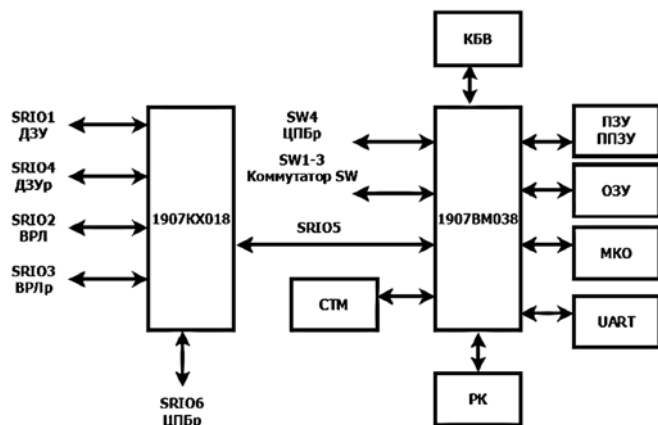 КБВ
SRIO1
ДЗУ
SRIO4
ДЗУр
SRIO2
ВРЛ
SRIO3
ВРЛр
1907КХ018
SRIO6
ЦПБр
SW4
ЦПБр
SW1-3
Коммутатор SW
SRIO5
СТМ
1907ВМ038
ПЗУ
ППЗУ
ОЗУ
МКО
UART
РК